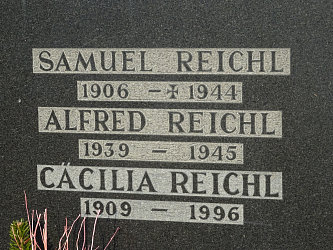 SAMUEL REICHL
1906 – ✝ 1944
ALFRED REICHL
1939 – 1945
CÄCILIA REICHL
1909 – 1996